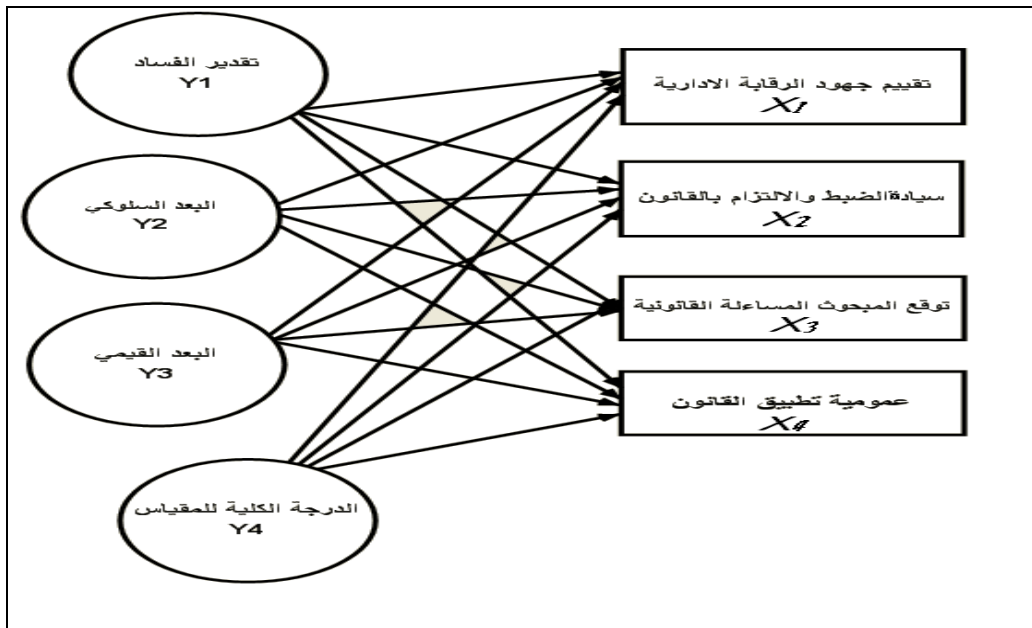 تقدير الفساد
Y1
البعد السلوكي
Y2
البعد القيمي
Y3
الدرجة الكلية للمقياس
Y4
تقييم جهود الرقابة الادارية
X1
سيادةالضبط والالتزام بالقانون
X2
توقع المبحوث المساءلة القانونية
X3
عمومية تطبيق القانون
X4